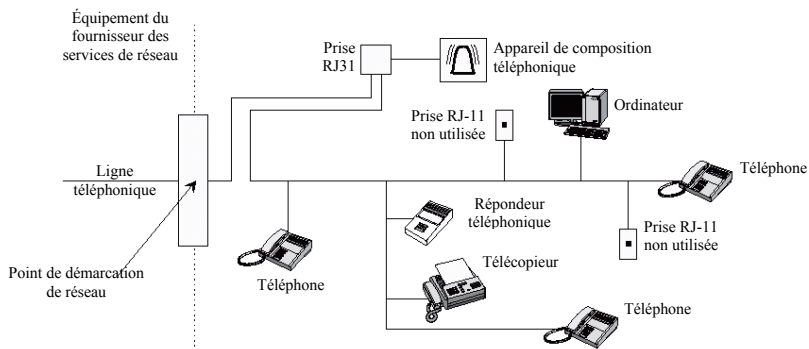 Équipement du
fournisseur des
services de réseau
Prise
RJ31
Appareil de composition
téléphonique
Prise RJ-11
non utilisée
Ordinateur
Ligne
téléphonique
Téléphone
Répondeur
téléphonique
Prise RJ-11
non utilisée
Point de démarcation
de réseau
Téléphone
Télécopieur
Téléphone